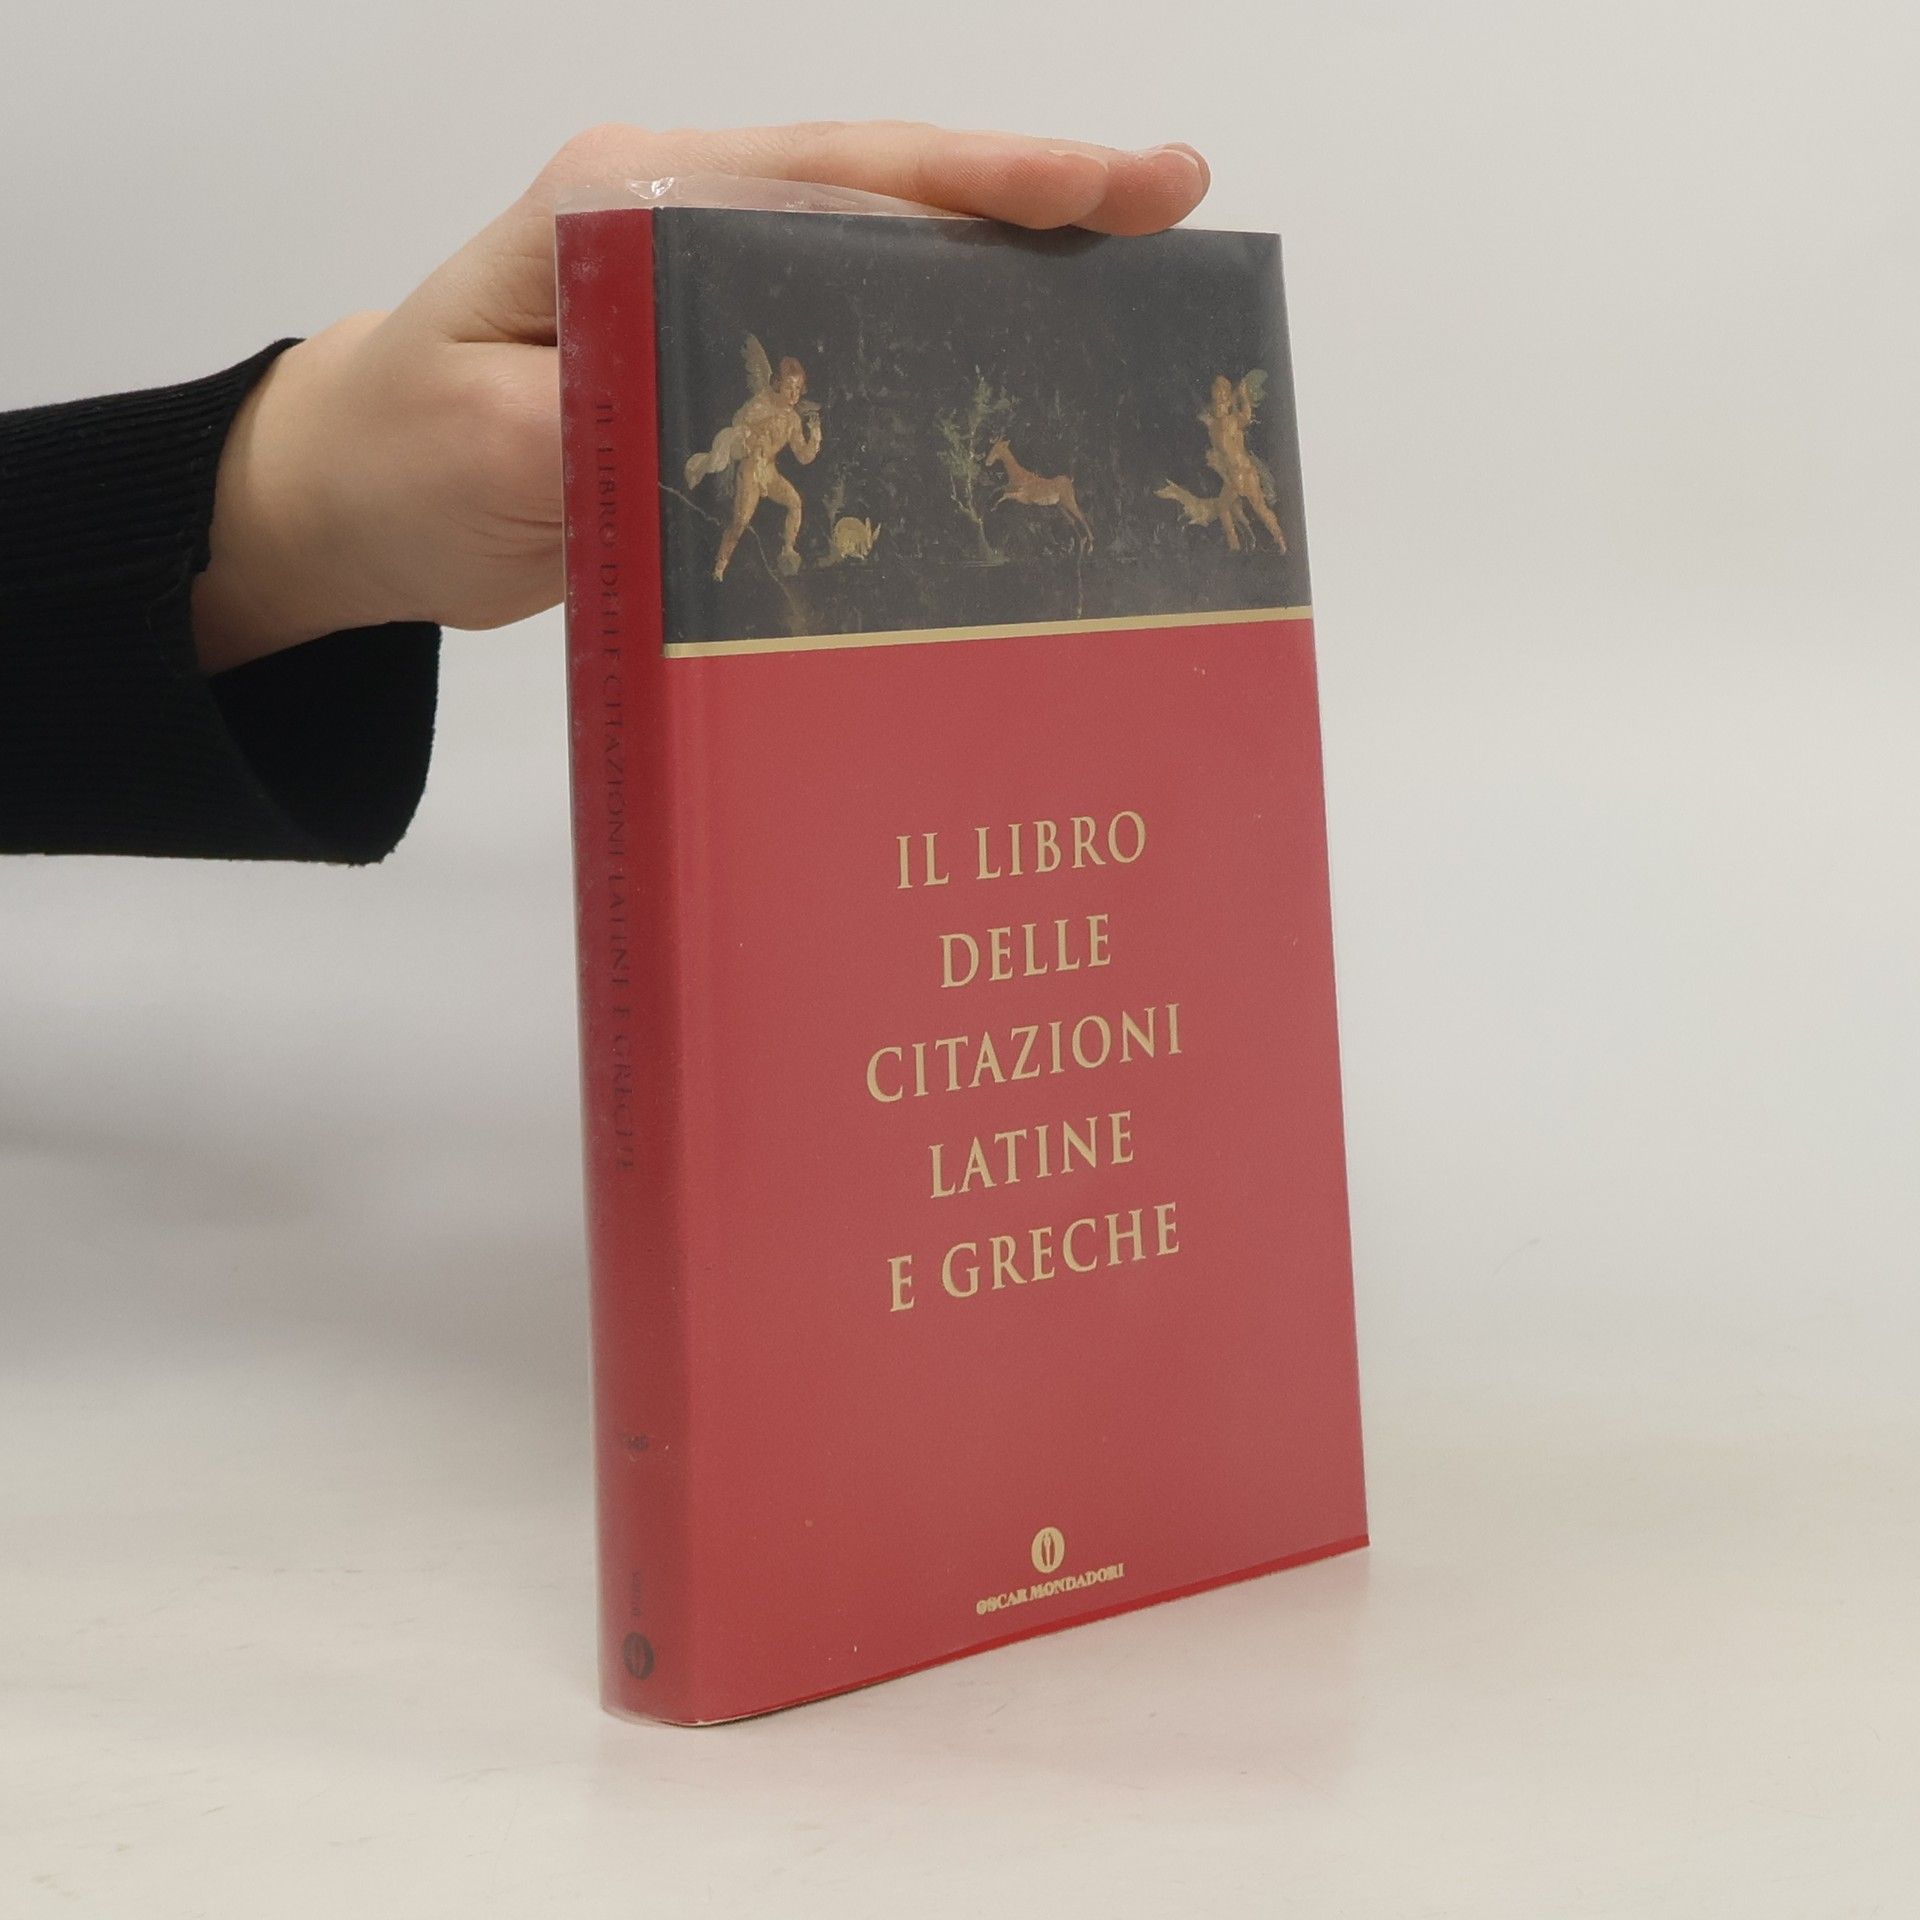 IL LIBRO DELLE CITAZIONI LATINE E GRECHE
IL LIBRO
DELLE
CITAZIONI
LATINE
E GRECHE
OSCAR MONDADORI